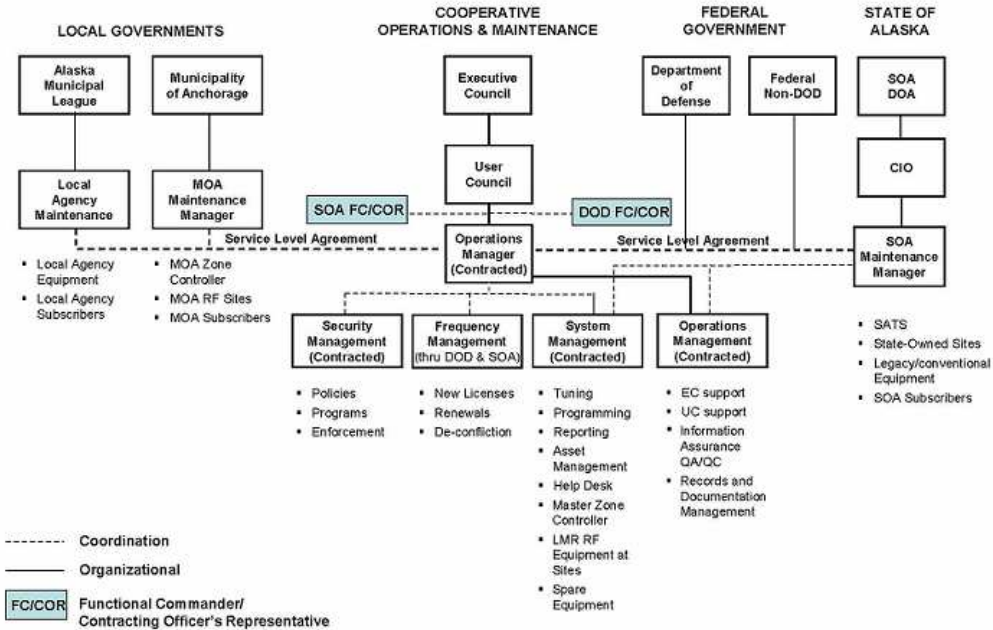 LOCAL GOVERNMENTS
COOPERATIVE
OPERATIONS & MAINTENANCE
FEDERAL
GOVERNMENT
STATE OF
ALASKA
Alaska
Municipal
League
Municipality
of Anchorage
Executive
Council
Department
of
Defense
Federal
Non-DOD
SOA
DOA
User
Council
CIO
Local
Agency
Maintenance
MOA
Maintenance
Manager
SOA FC/COR
DOD FC/COR
Service Level Agreement
Operations
Manager
(Contracted)
Service Level Agreement
SOA
Maintenance
Manager
▪ Local Agency
Equipment
▪ Local Agency
Subscribers
▪ MOA Zone
Controller
▪ MOA RF Sites
▪ MOA Subscribers
Security
Management
(Contracted)
Frequency
Management
(thru DOD & SOA)
System
Management
(Contracted)
Operations
Management
(Contracted)
▪ SATS
▪ State-Owned Sites
▪ Legacy/conventional
Equipment
▪ SOA Subscribers
▪ Policies
▪ Programs
▪ Enforcement
▪ New Licenses
▪ Renewals
▪ De-confliction
▪ Tuning
▪ Programming
▪ Reporting
▪ Asset
Management
▪ Help Desk
▪ Master Zone
Controller
▪ LMR RF
Equipment at
Sites
▪ Spare
Equipment
▪ EC support
▪ UC support
▪ Information
Assurance
QA/QC
▪ Records and
Documentation
Management
Coordination
Organizational
FC/COR
Functional Commander/
Contracting Officer's Representative